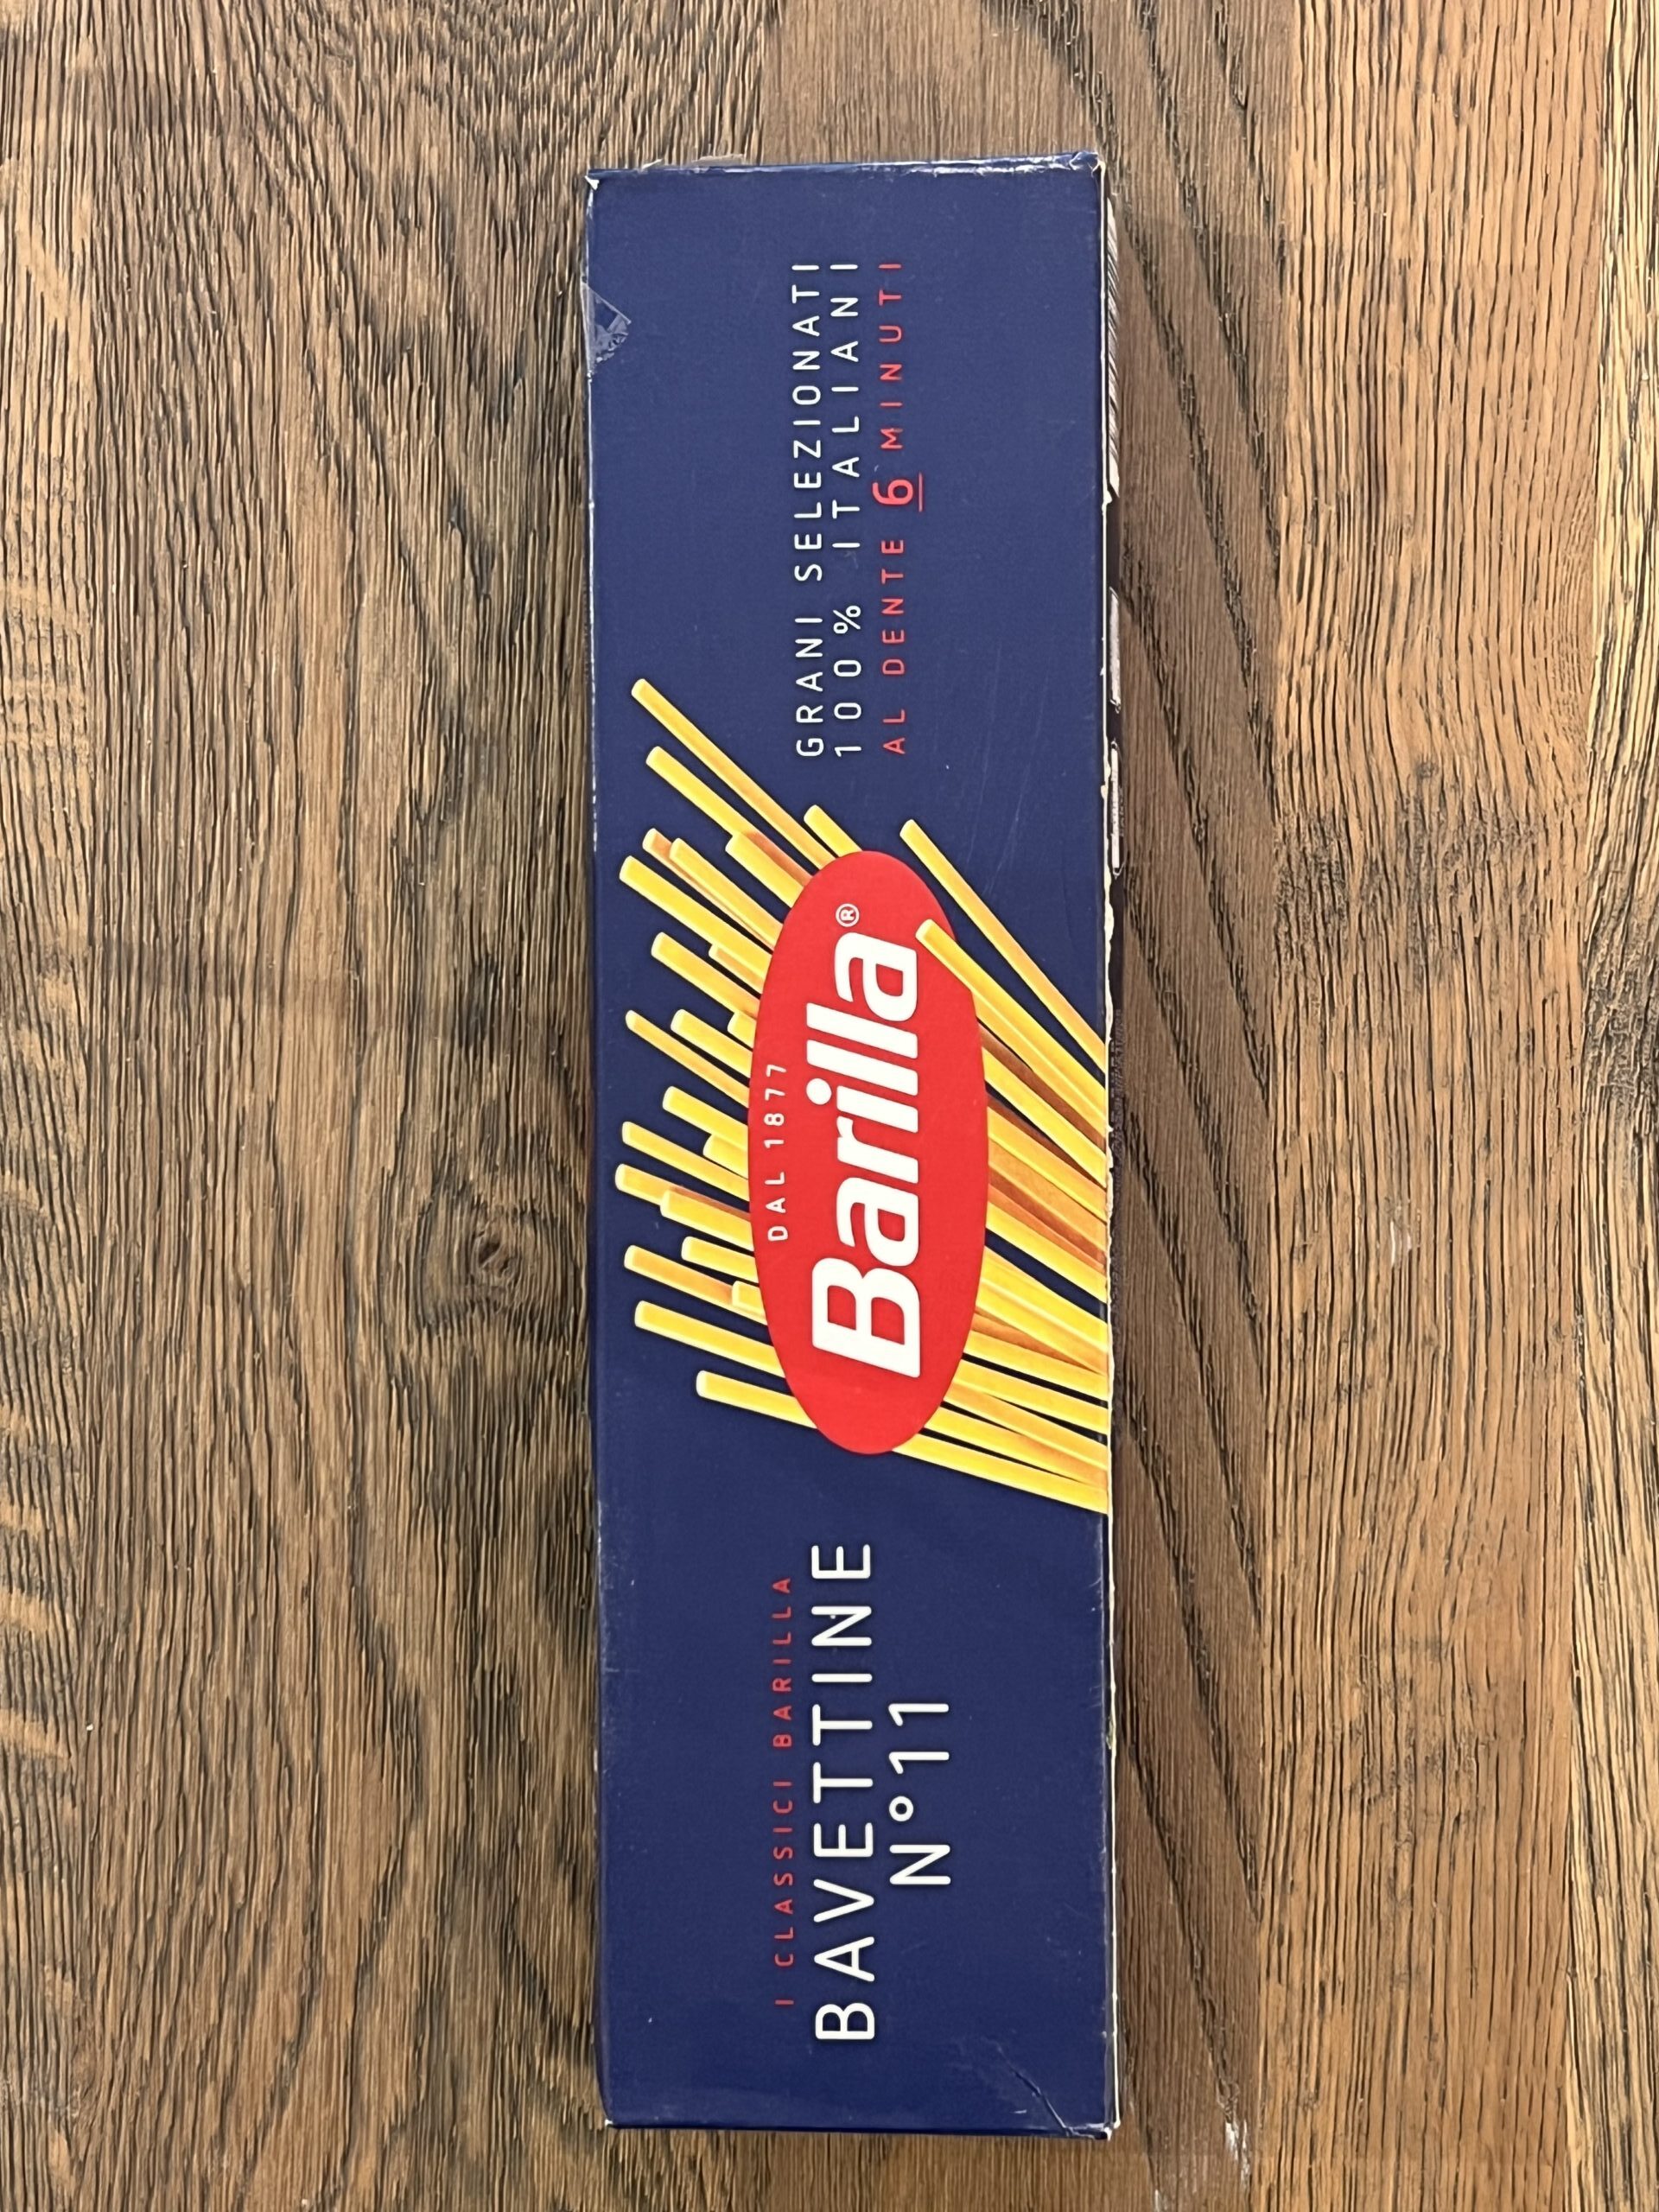 I CLASSICI BARILLA
BAVETTINE
N°11
DAL 1877
Barilla®
GRANI SELEZIONATI
100% ITALIANI
AL DENTE 6 MINUTI